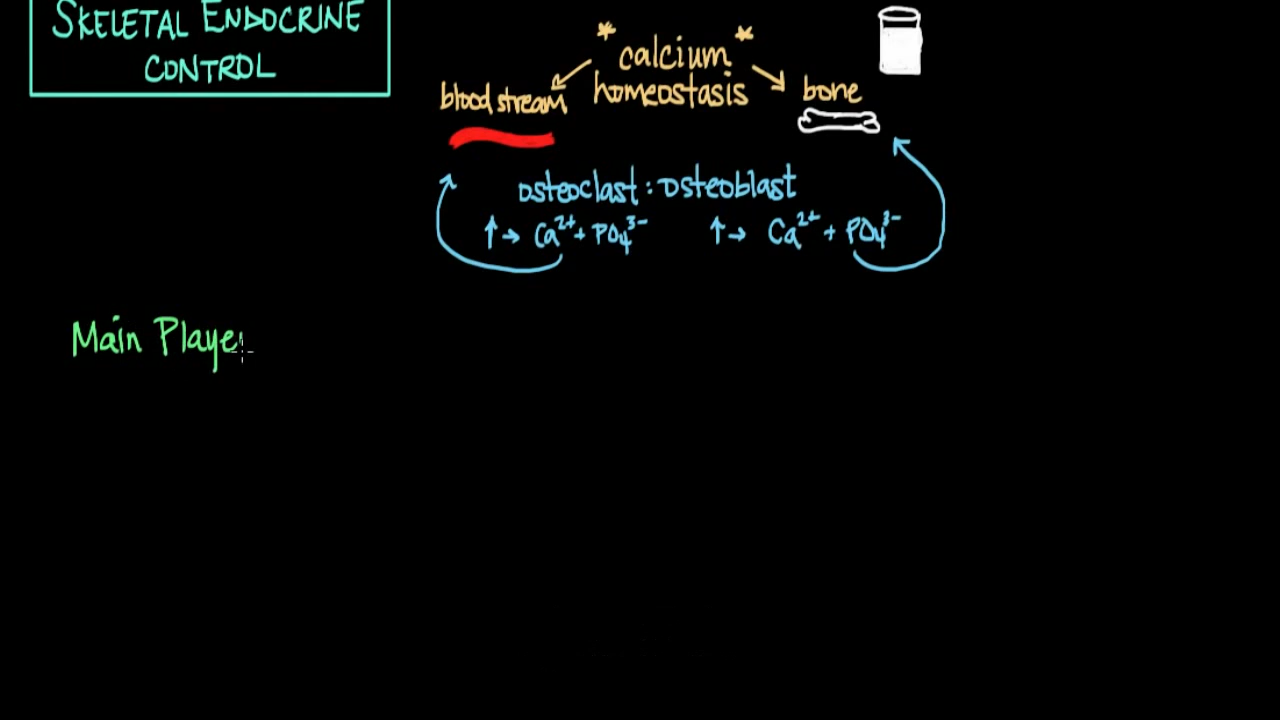 SKELETAL ENDOCRINE
CONTROL
* calcium *
homeostasis
blood stream
bone
osteoclast : osteoblast
↑→ Ca²⁺ + PO₄³⁻ ↑→ Ca²⁺ + PO₄³⁻
Main Playe